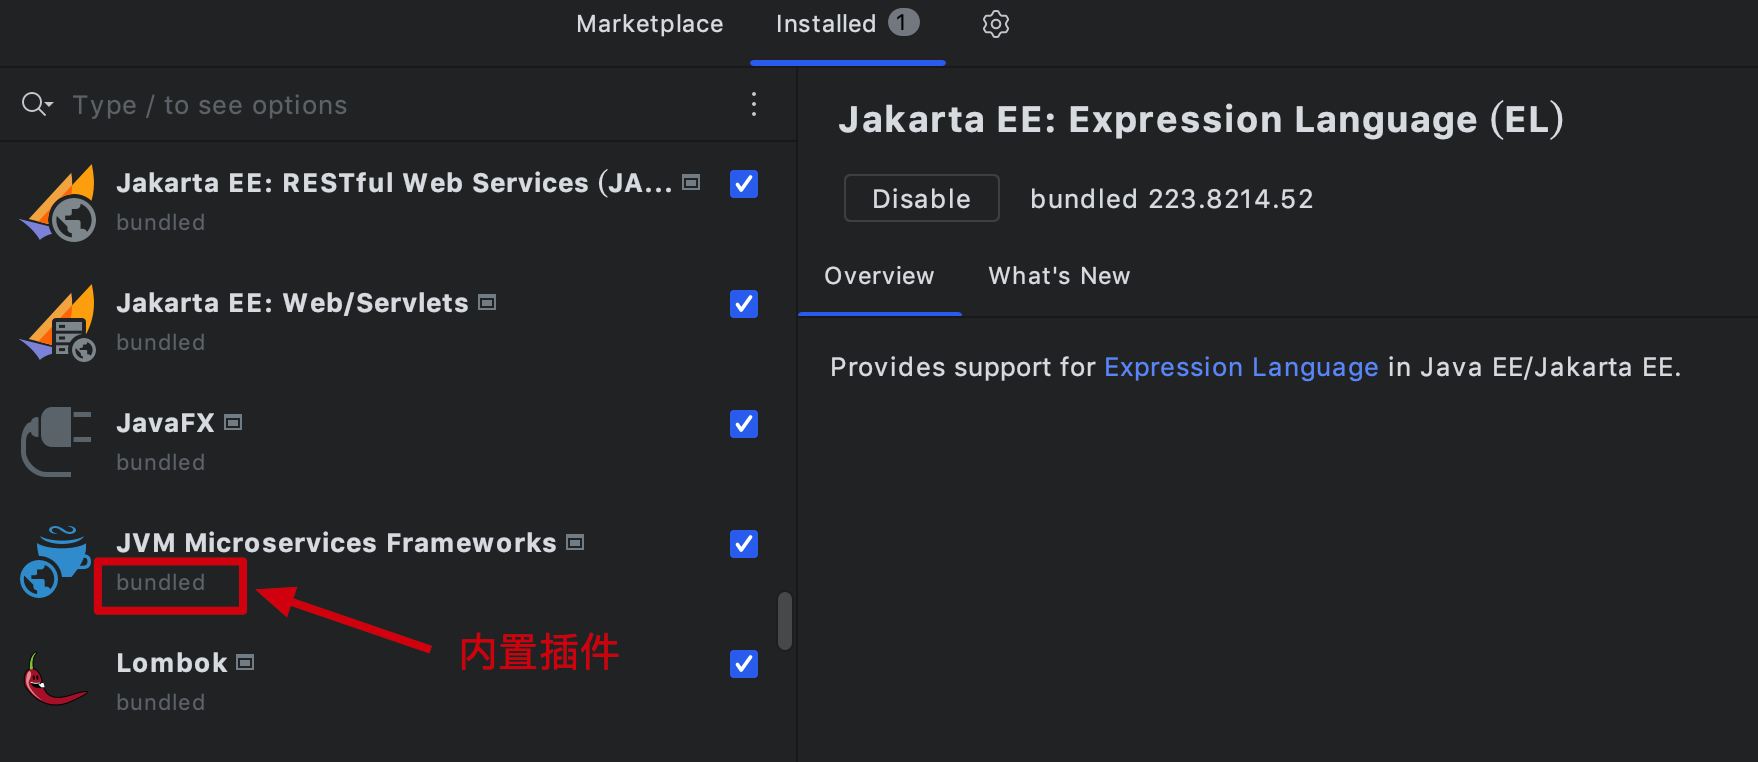 Marketplace
Installed 1
Type / to see options
Jakarta EE: RESTful Web Services (JA...
bundled
Jakarta EE: Web/Servlets
bundled
JavaFX
bundled
JVM Microservices Frameworks
bundled
内置插件
Lombok
bundled
Jakarta EE: Expression Language (EL)
Disable
bundled 223.8214.52
Overview
What's New
Provides support for Expression Language in Java EE/Jakarta EE.